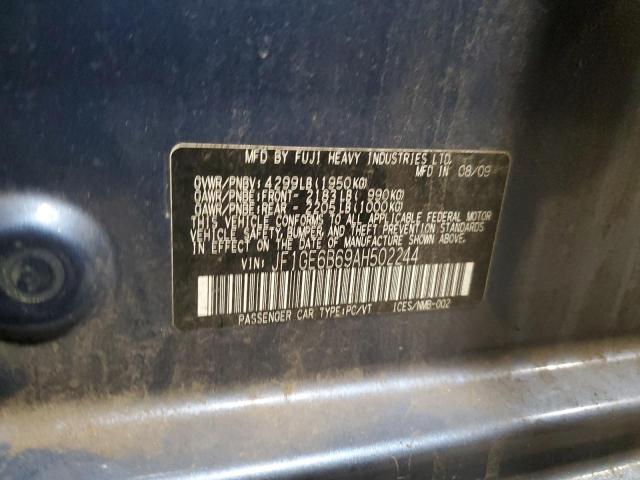 MFD BY FUJI HEAVY INDUSTRIES LTD.
M IN 08/09
GVWR/PNBV: 4299LB (1950KG)
GAWR/PNBE: FRONT- 2183LB (990KG)
GAWR/PNBE: REAR - 2205LB (1000KG)
THIS VEHICLE CONFORMS TO ALL APPLICABLE FEDERAL MOTOR
VEHICLE SAFETY, BUMPER, AND THEFT PREVENTION STANDARDS
IN EFFECT ON THE DATE OF MANUFACTURE SHOWN ABOVE.
VIN: JF1GE6B69AH502244
PASSENGER CAR TYPE:PC/VT ICES/NMB-002